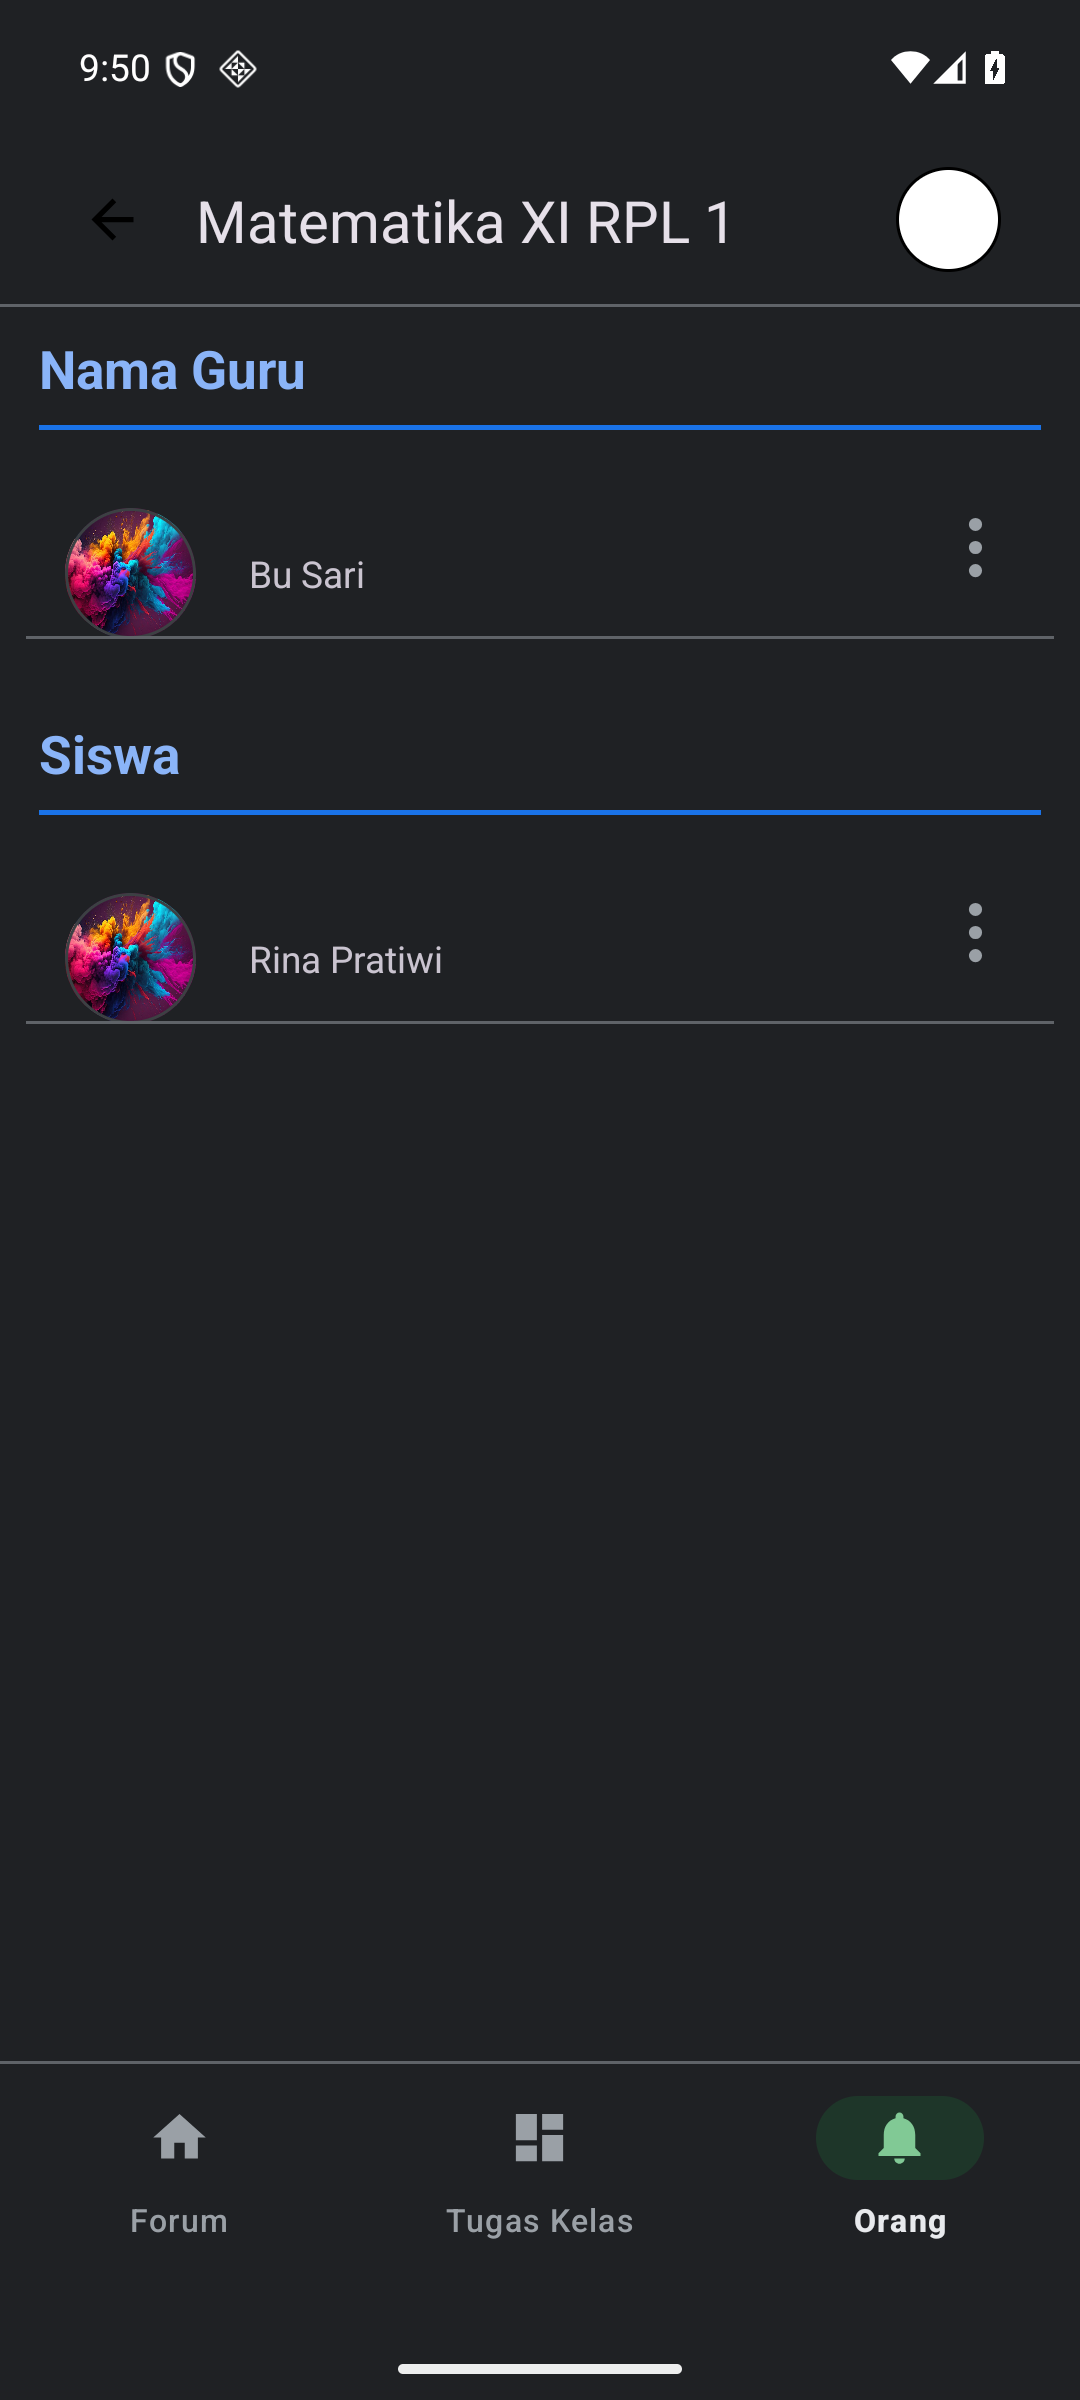 9:50
Matematika XI RPL 1
Nama Guru
Bu Sari
Siswa
Rina Pratiwi
Forum
Tugas Kelas
Orang